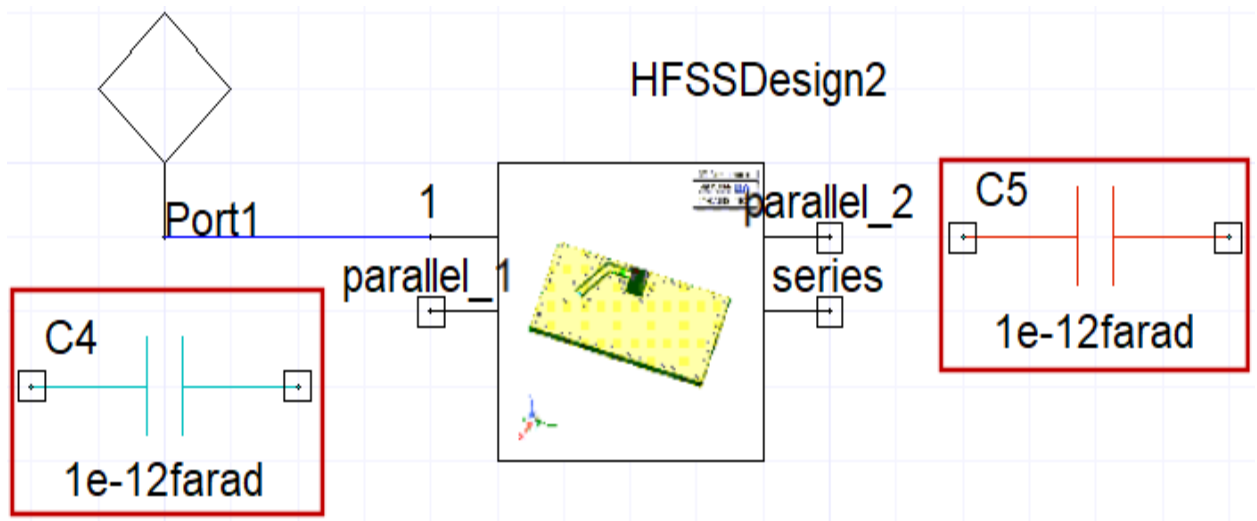 HFSSDesign2
Port1
1
parallel_1
parallel_2
series
C4
1e-12farad
C5
1e-12farad